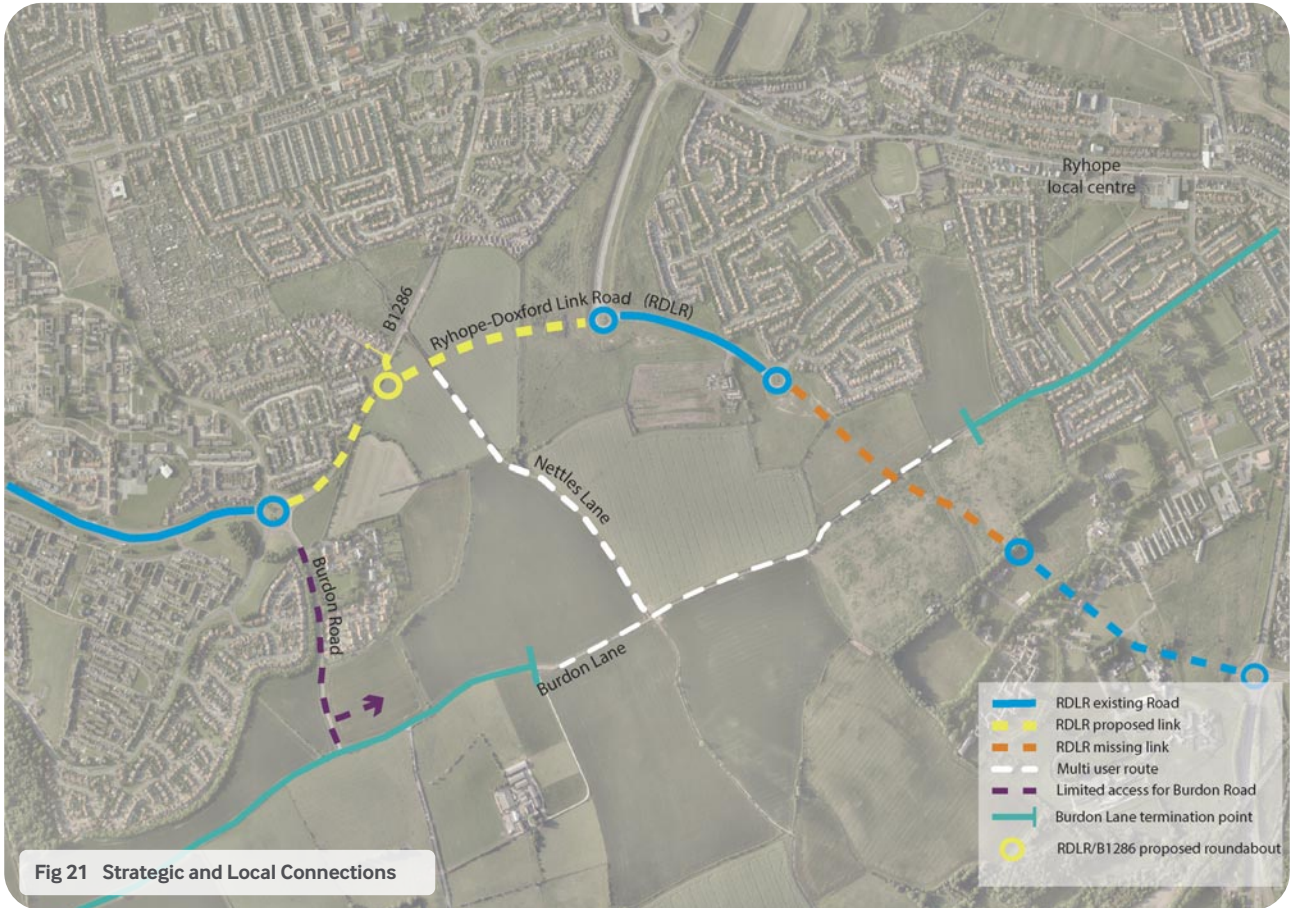 Ryhope
local centre
B1286
Ryhope-Doxford Link Road (RDLR)
Nettles Lane
Burdon Road
Burdon Lane
RDLR existing Road
RDLR proposed link
RDLR missing link
Multi user route
Limited access for Burdon Road
Burdon Lane termination point
RDLR/B1286 proposed roundabout
Fig 21 Strategic and Local Connections